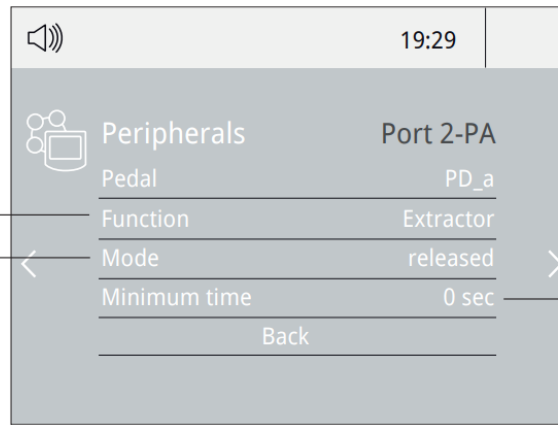 19:29
Peripherals Port 2-PA
Pedal PD_a
Function Extractor
Mode released
Minimum time 0 sec
Back